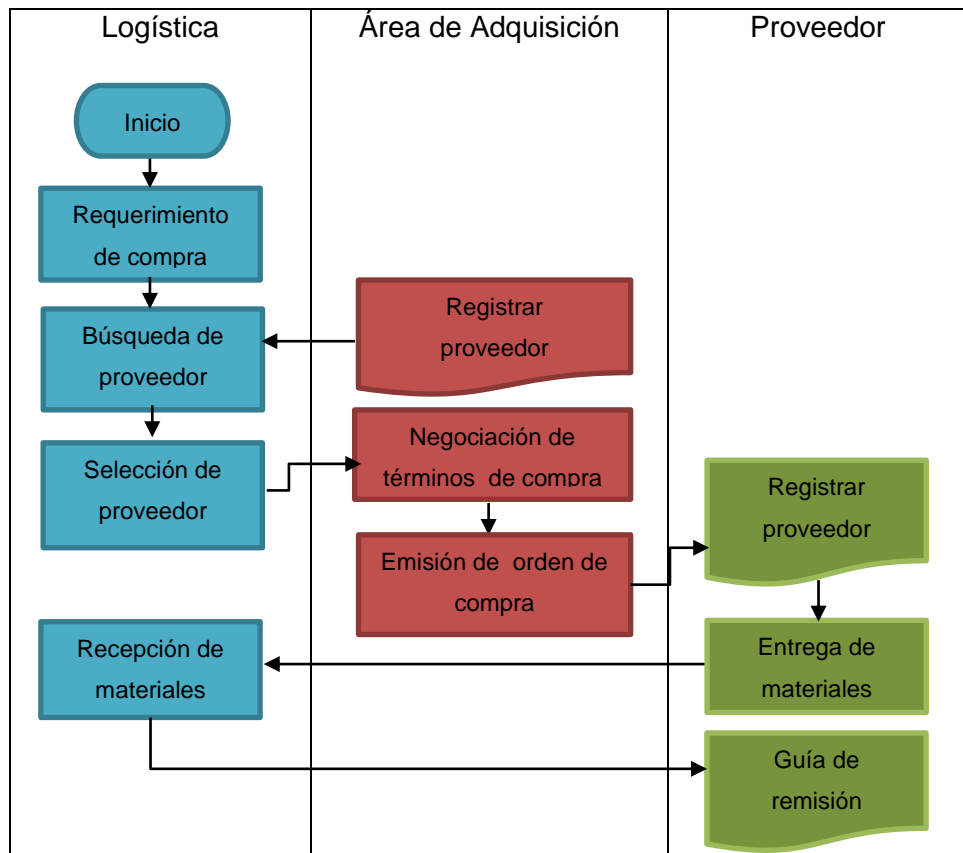 Logística
Área de Adquisición
Proveedor
Inicio
Requerimiento
de compra
Búsqueda de
proveedor
Registrar
proveedor
Selección de
proveedor
Negociación de
términos  de compra
Registrar
proveedor
Emisión de  orden de
compra
Recepción de
materiales
Entrega de
materiales
Guía de
remisión